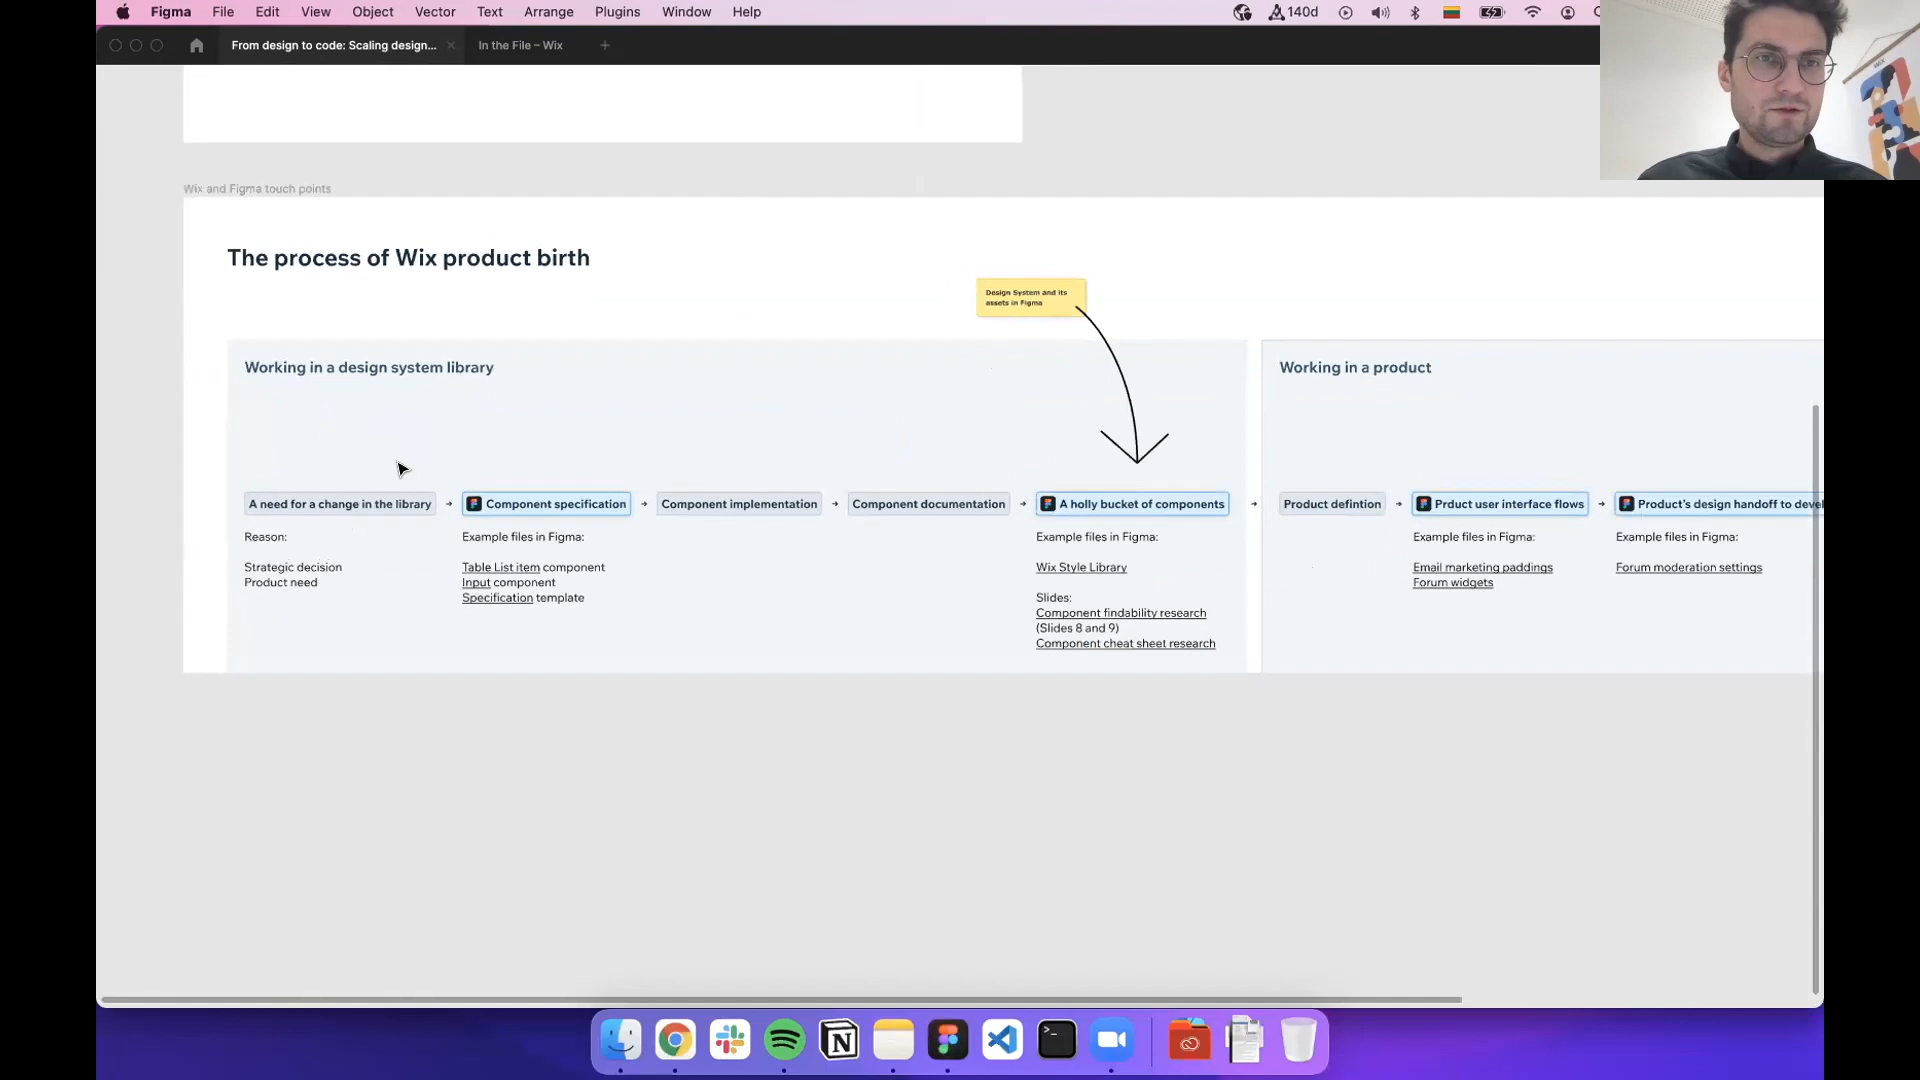 Figma File Edit View Object Vector Text Arrange Plugins Window Help 140d
From design to code: Scaling design... In the File – Wix
Wix and Figma touch points
The process of Wix product birth
Design System and its
assets in Figma
Working in a design system library
Working in a product
A need for a change in the library
Component specification
Component implementation
Component documentation
A holly bucket of components
Product defintion
Prduct user interface flows
Product's design handoff to devel
Reason:
Strategic decision
Product need
Example files in Figma:
Table List item component
Input component
Specification template
Example files in Figma:
Wix Style Library
Slides:
Component findability research
(Slides 8 and 9)
Component cheat sheet research
Example files in Figma:
Email marketing paddings
Forum widgets
Example files in Figma:
Forum moderation settings
WIX